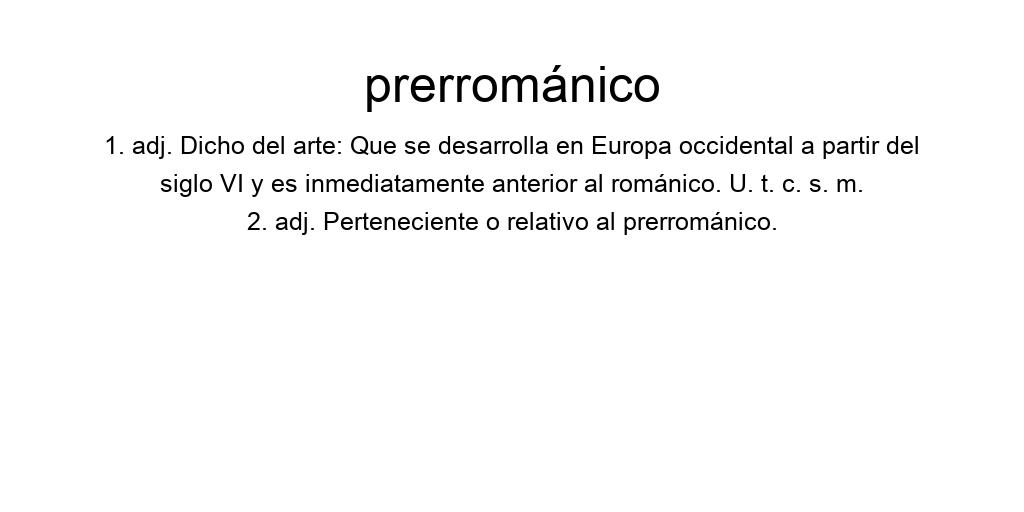 prerrománico
1. adj. Dicho del arte: Que se desarrolla en Europa occidental a partir del
siglo VI y es inmediatamente anterior al románico. U. t. c. s. m.
2. adj. Perteneciente o relativo al prerrománico.